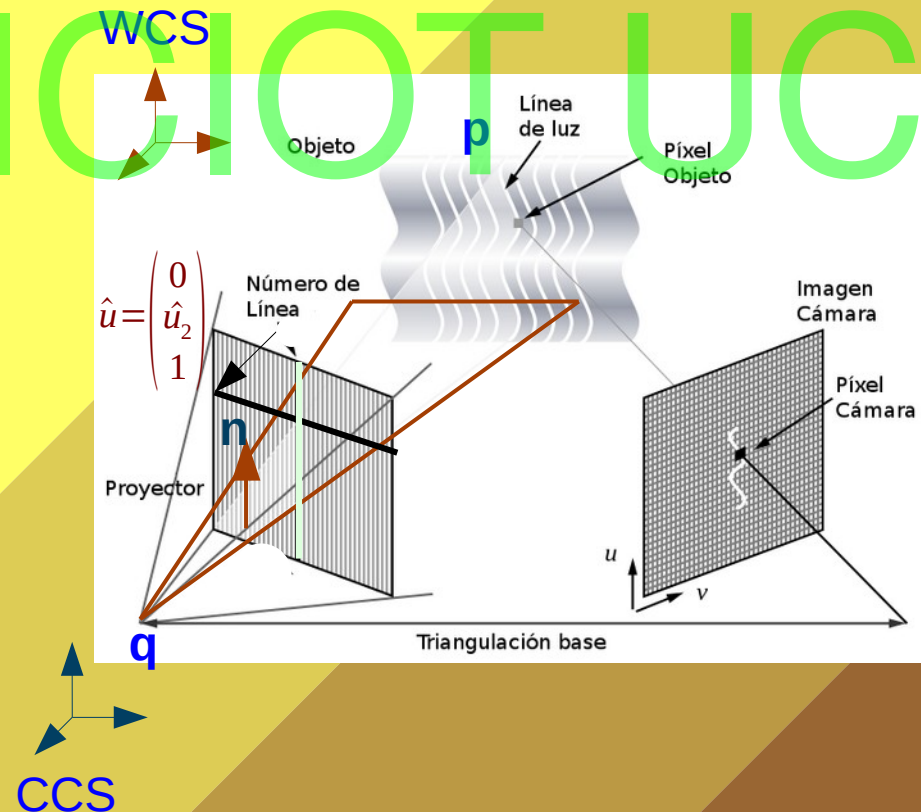 WCS
ICIOT UC
Línea
de luz
p
Objeto
Píxel
Objeto
û = (0 û₂ 1)
Número de
Línea
Imagen
Cámara
Píxel
Cámara
n
Proyector
u
v
q
Triangulación base
CCS